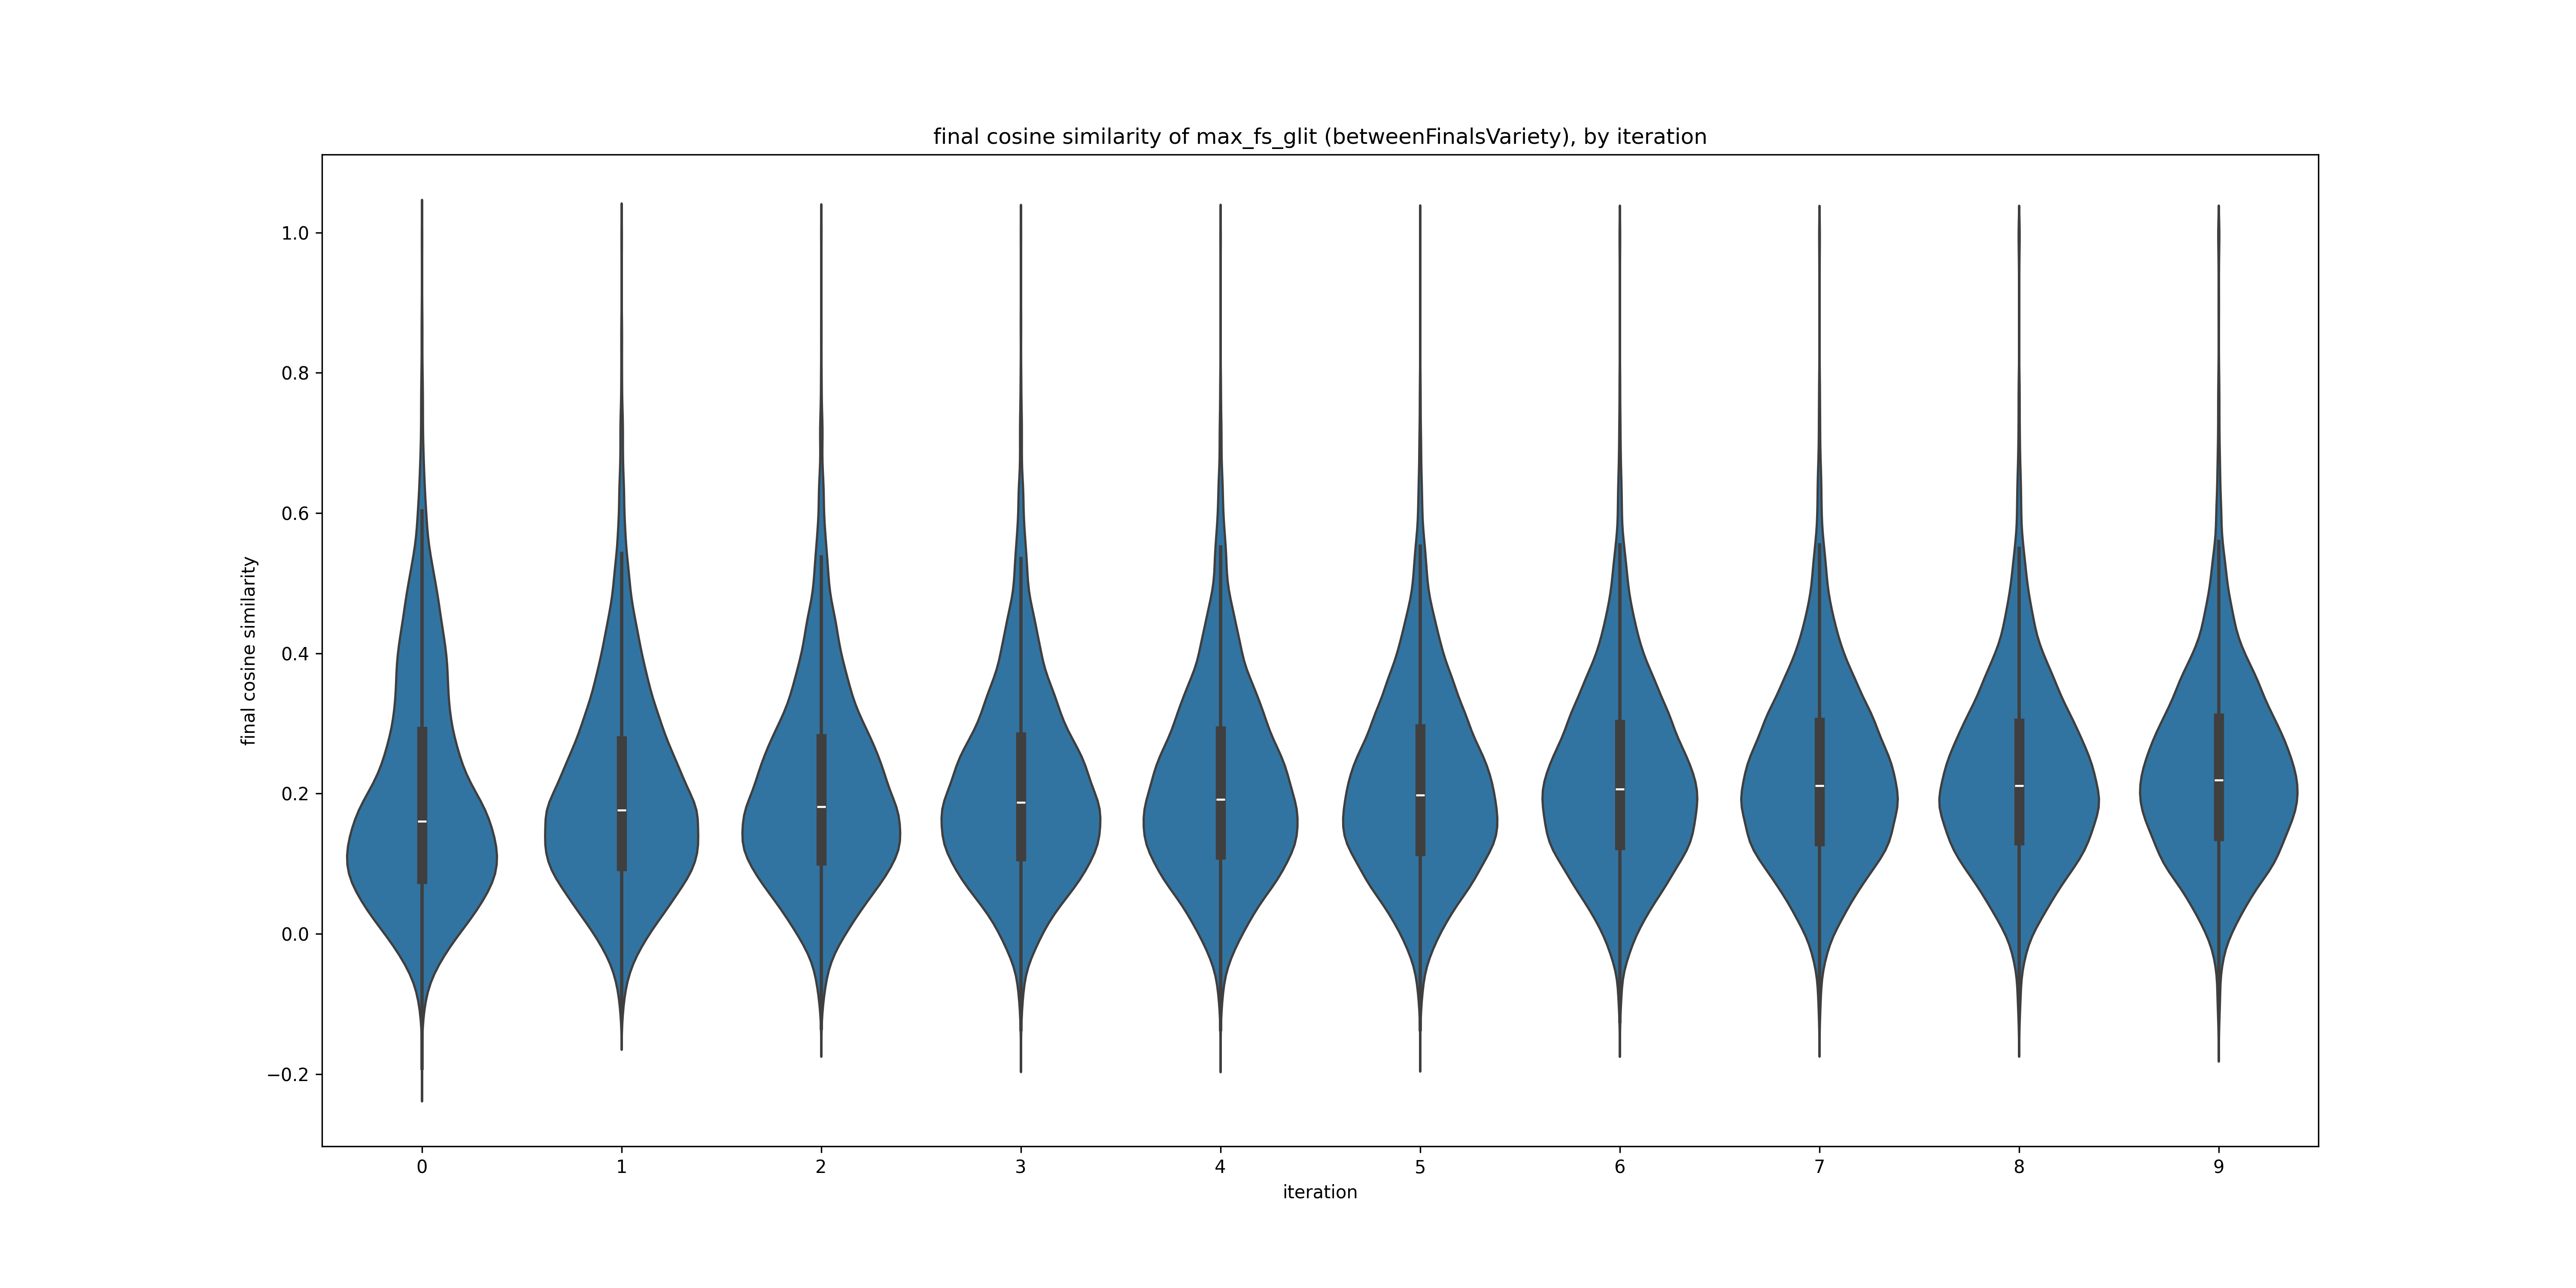 final cosine similarity of max_fs_glit (betweenFinalsVariety), by iteration
1.0
0.8
0.6
0.4
0.2
0.0
−0.2
final cosine similarity
0 1 2 3 4 5 6 7 8 9
iteration